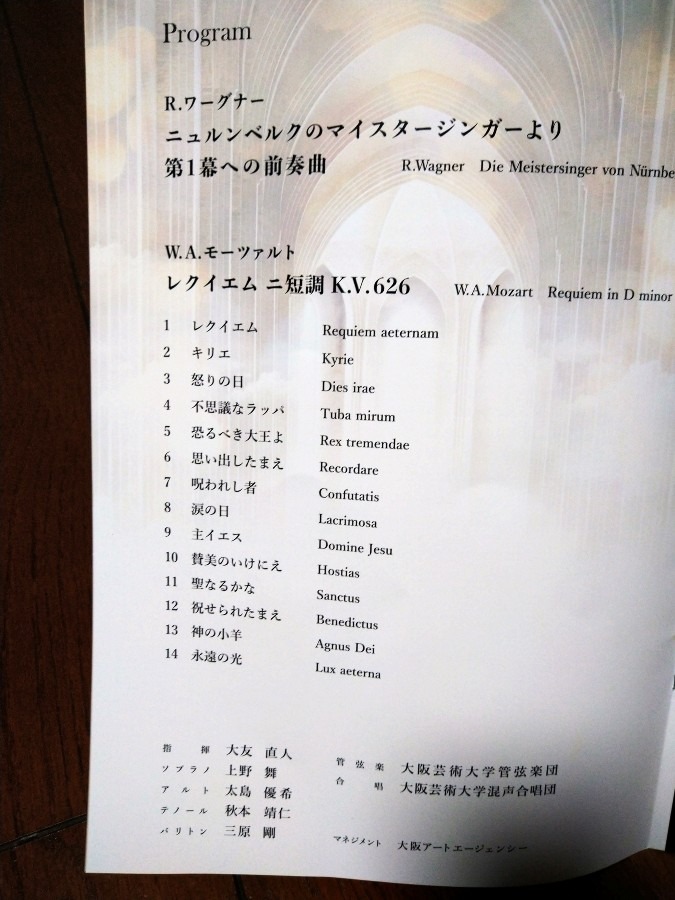 Program
R.ワーグナー
ニュルンベルクのマイスタージンガーより
第1幕への前奏曲 R.Wagner Die Meistersinger von Nürnbe
W.A.モーツァルト
レクイエム ニ短調 K.V.626 W.A.Mozart Requiem in D minor
1 レクイエム Requiem aeternam
2 キリエ Kyrie
3 怒りの日 Dies irae
4 不思議なラッパ Tuba mirum
5 恐るべき大王よ Rex tremendae
6 思い出したまえ Recordare
7 呪われし者 Confutatis
8 涙の日 Lacrimosa
9 主イエス Domine Jesu
10 賛美のいけにえ Hostias
11 聖なるかな Sanctus
12 祝せられたまえ Benedictus
13 神の小羊 Agnus Dei
14 永遠の光 Lux aeterna
指揮 大友 直人
ソプラノ 上野 舞
アルト 太島 優希
テノール 秋本 靖仁
バリトン 三原 剛
管弦楽 大阪芸術大学管弦楽団
合唱 大阪芸術大学混声合唱団
マネジメント 大阪アートエージェンシー